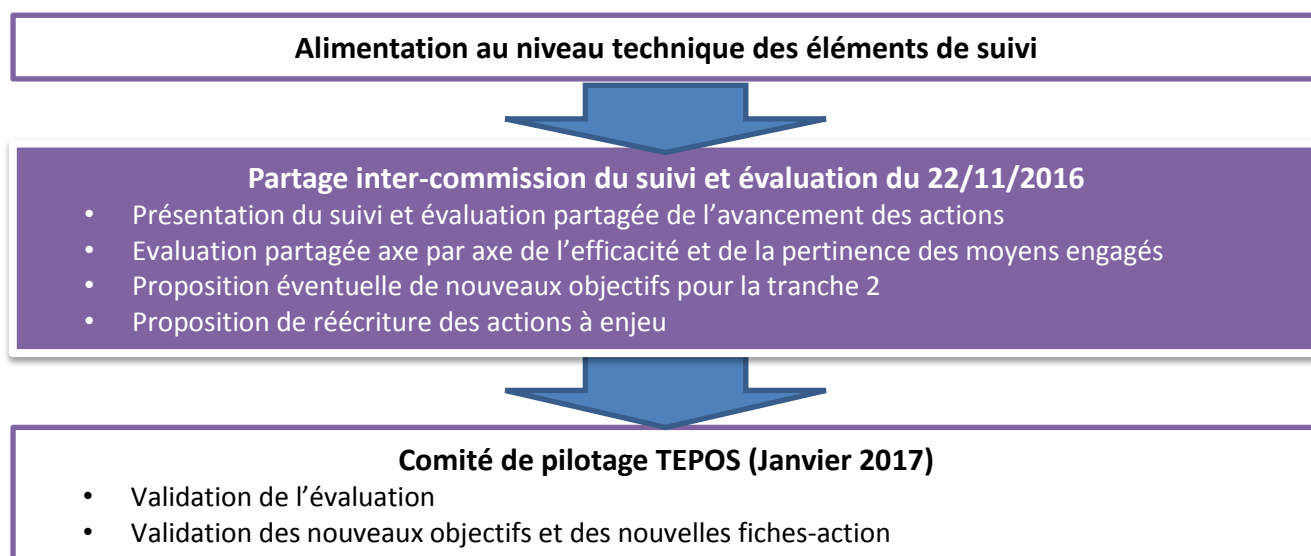 Alimentation au niveau technique des éléments de suivi
Partage inter-commission du suivi et évaluation du 22/11/2016
• Présentation du suivi et évaluation partagée de l’avancement des actions
• Evaluation partagée axe par axe de l’efficacité et de la pertinence des moyens engagés
• Proposition éventuelle de nouveaux objectifs pour la tranche 2
• Proposition de réécriture des actions à enjeu
Comité de pilotage TEPOS (Janvier 2017)
• Validation de l’évaluation
• Validation des nouveaux objectifs et des nouvelles fiches-action